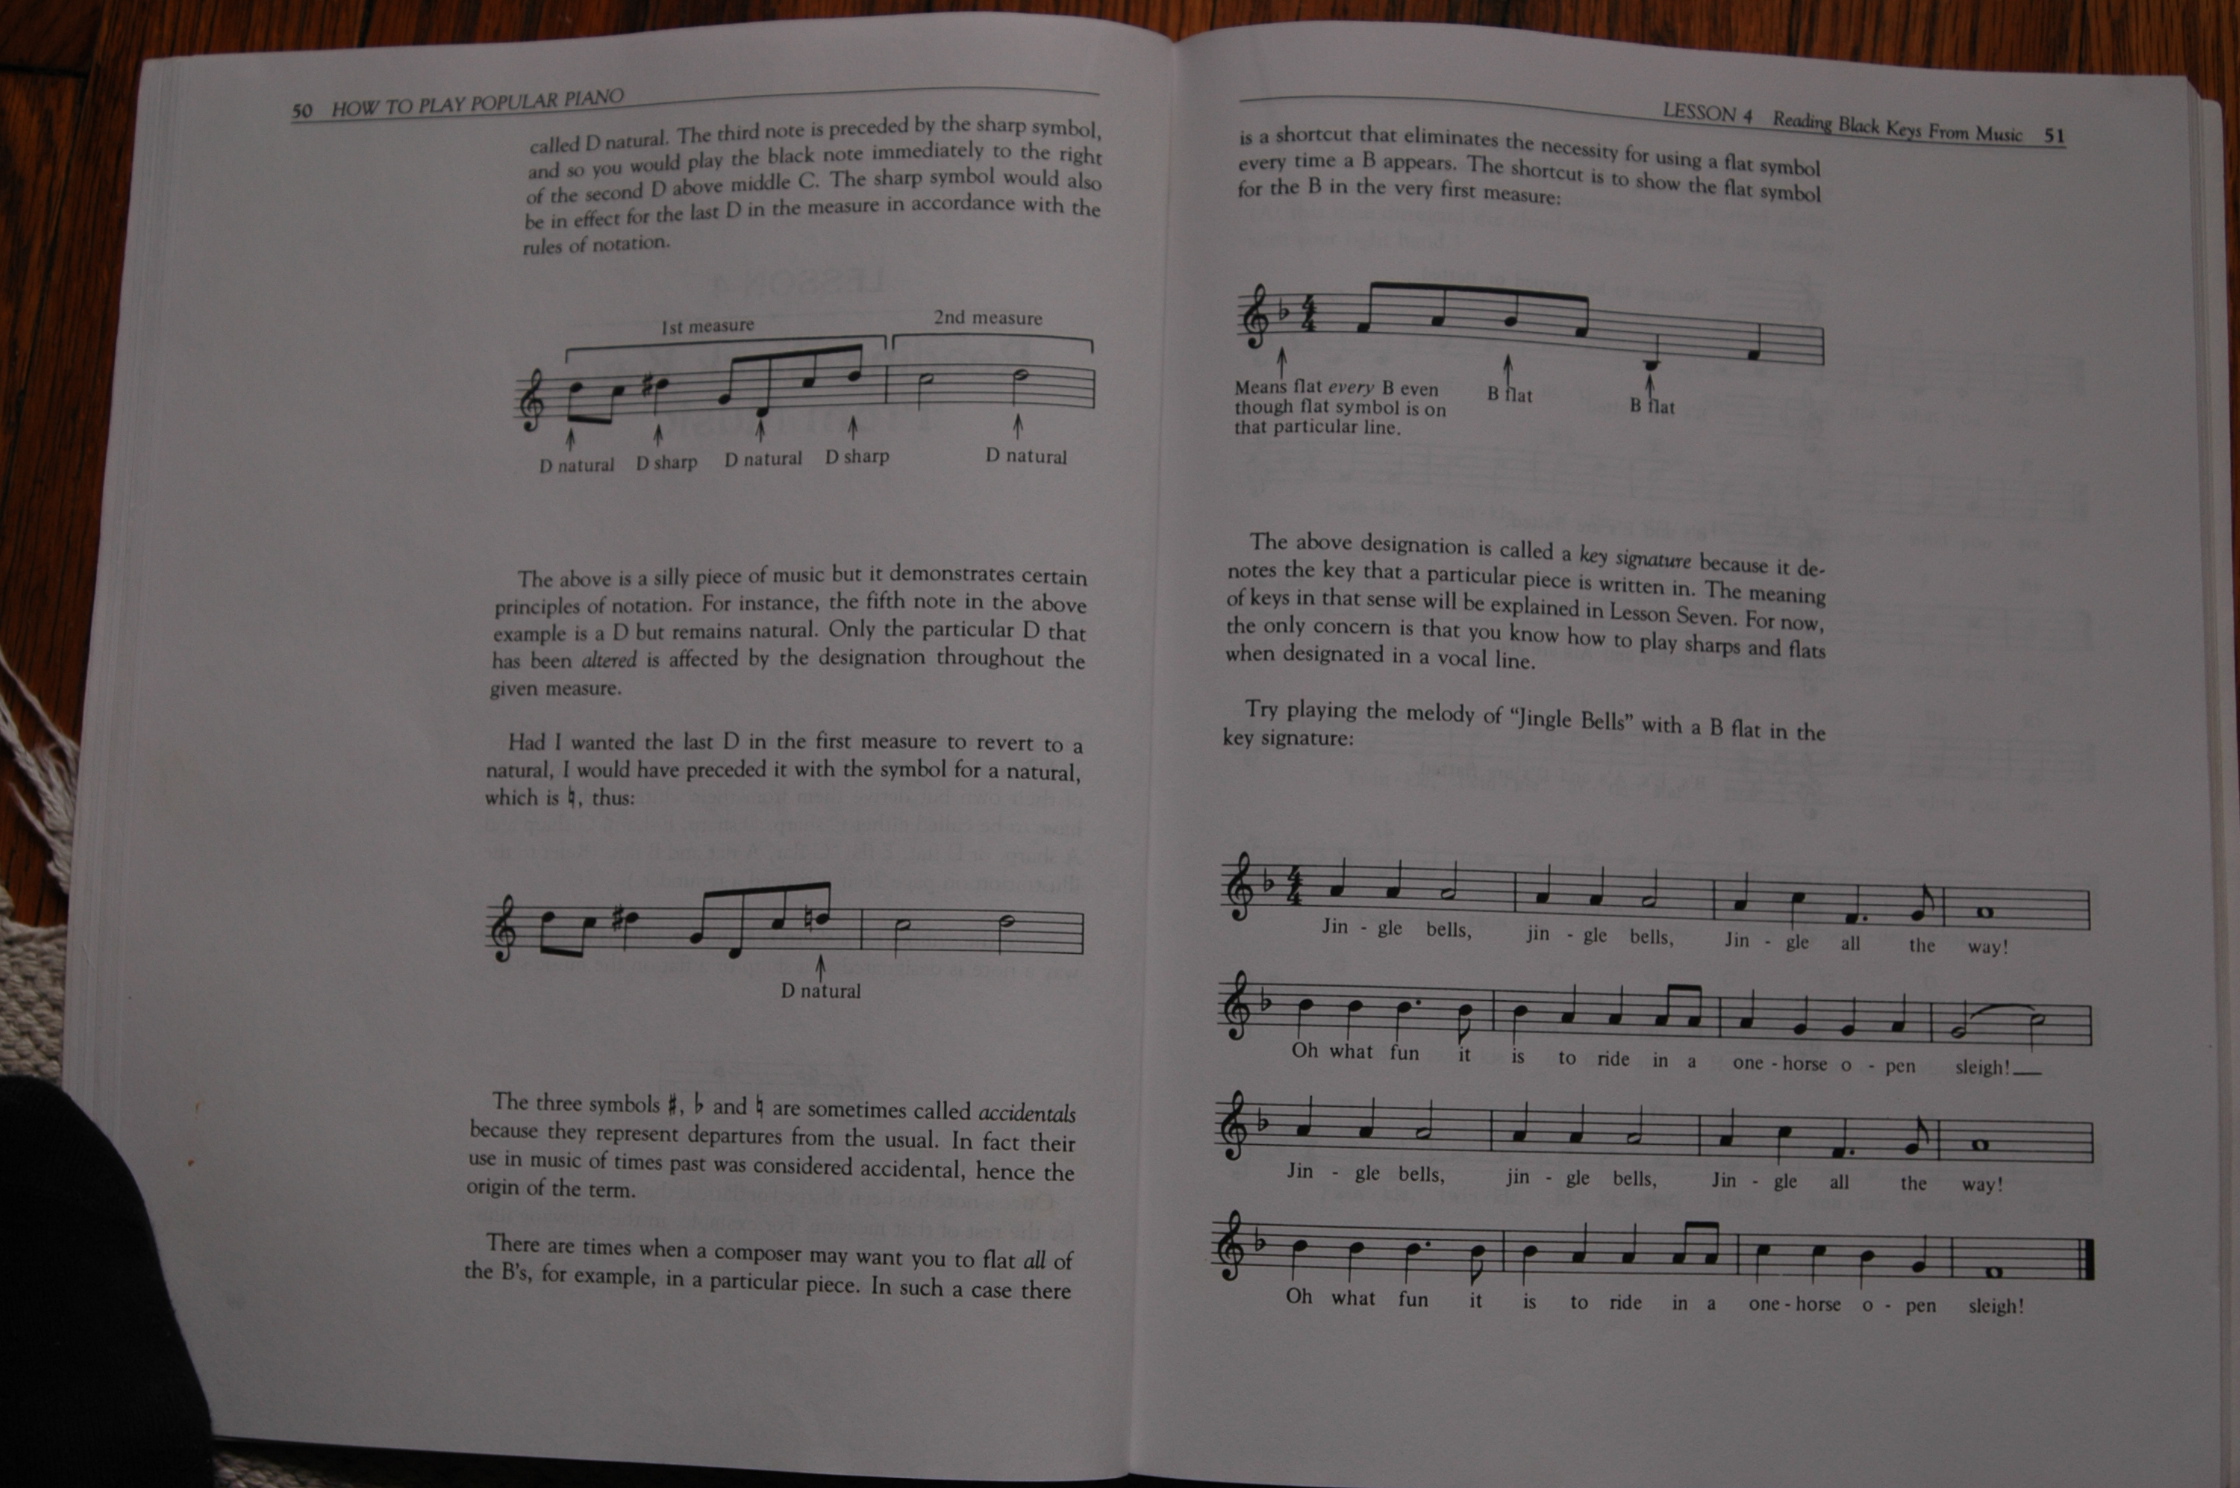 50 HOW TO PLAY POPULAR PIANO
called D natural. The third note is preceded by the sharp symbol,
and so you would play the black note immediately to the right
of the second D above middle C. The sharp symbol would also
be in effect for the last D in the measure in accordance with the
rules of notation.
1st measure 2nd measure
D natural D sharp D natural D sharp D natural
The above is a silly piece of music but it demonstrates certain
principles of notation. For instance, the fifth note in the above
example is a D but remains natural. Only the particular D that
has been altered is affected by the designation throughout the
given measure.
Had I wanted the last D in the first measure to revert to a
natural, I would have preceded it with the symbol for a natural,
which is ♮, thus:
D natural
The three symbols ♯, ♭ and ♮ are sometimes called accidentals
because they represent departures from the usual. In fact their
use in music of times past was considered accidental, hence the
origin of the term.
There are times when a composer may want you to flat all of
the B's, for example, in a particular piece. In such a case there
LESSON 4 Reading Black Keys From Music 51
is a shortcut that eliminates the necessity for using a flat symbol
every time a B appears. The shortcut is to show the flat symbol
for the B in the very first measure:
4
4
Means flat every B even
though flat symbol is on
that particular line.
B flat
B flat
The above designation is called a key signature because it de-
notes the key that a particular piece is written in. The meaning
of keys in that sense will be explained in Lesson Seven. For now,
the only concern is that you know how to play sharps and flats
when designated in a vocal line.
Try playing the melody of “Jingle Bells” with a B flat in the
key signature:
4
4
Jin - gle bells, jin - gle bells, Jin - gle all the way!
Oh what fun it is to ride in a one - horse o - pen sleigh!
Jin - gle bells, jin - gle bells, Jin - gle all the way!
Oh what fun it is to ride in a one - horse o - pen sleigh!